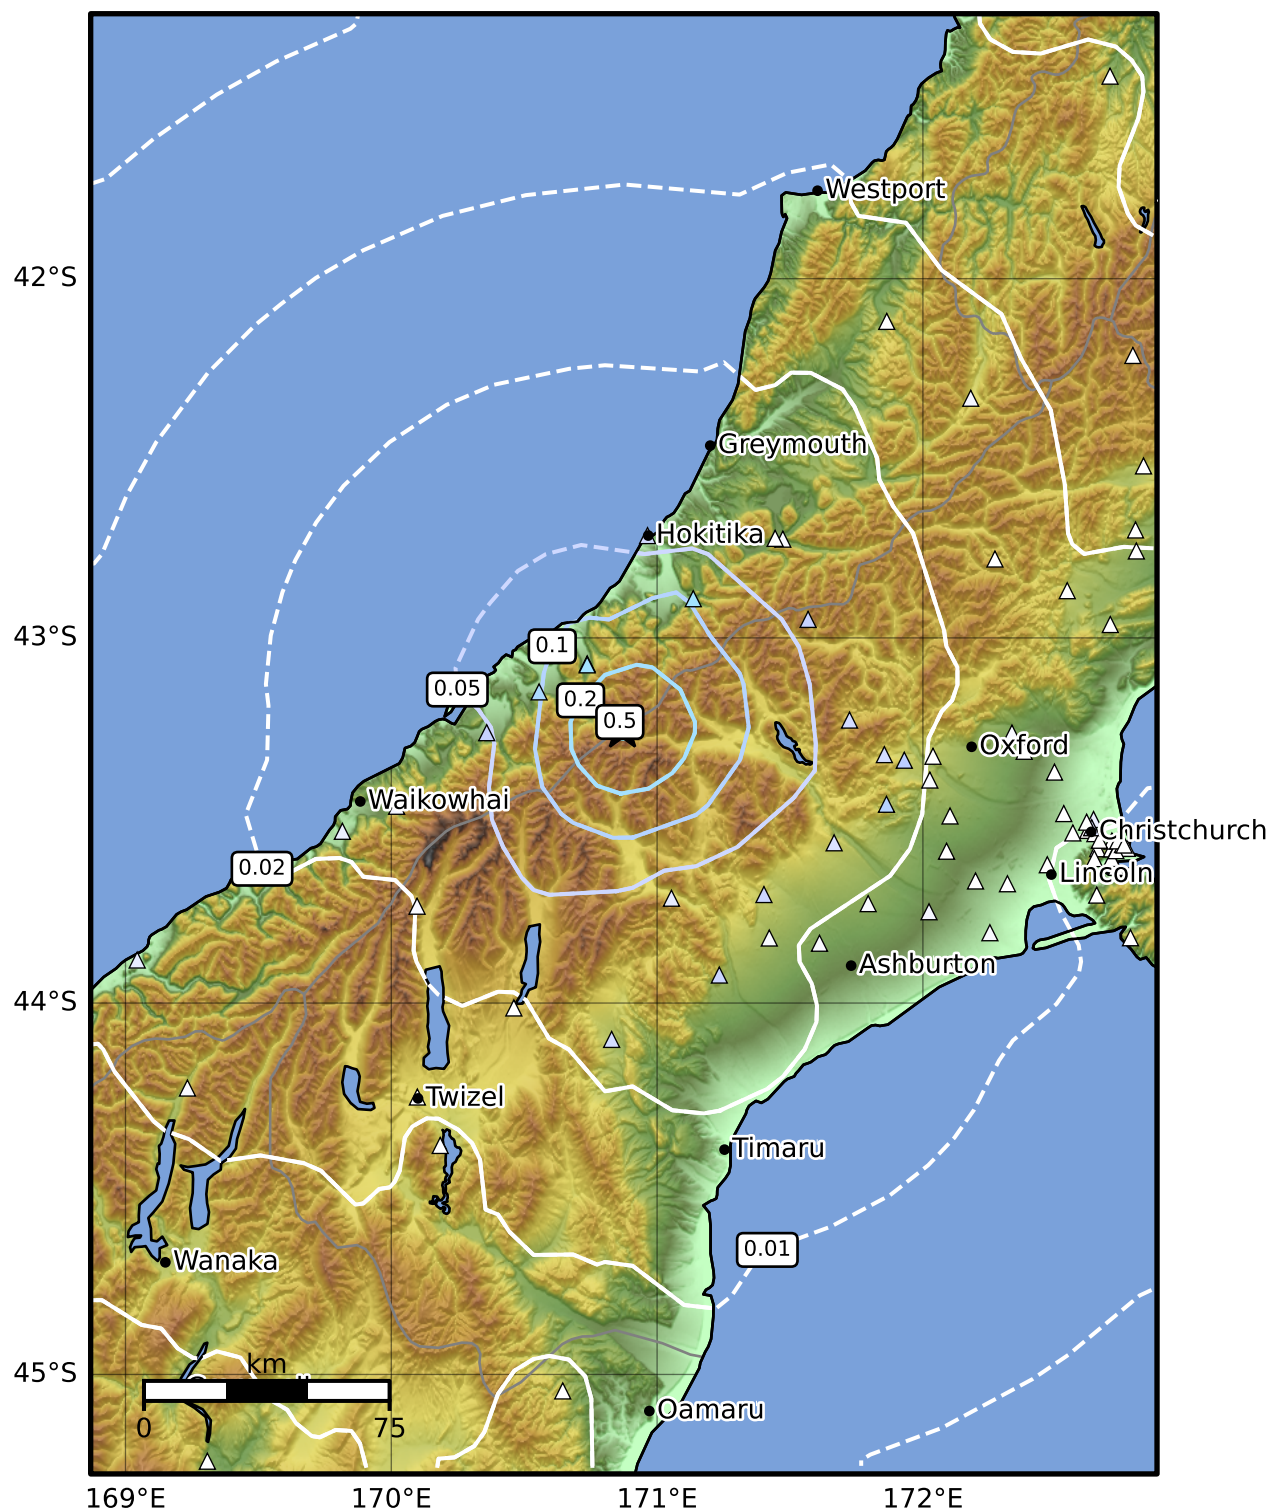 Westport
42°S
Greymouth
Hokitika
43°S
0.1
0.05
0.2
0.5
Oxford
Waikowhai
Christchurch
0.02
Lincoln
Ashburton
44°S
Twizel
Timaru
0.01
Wanaka
km
45°S
0
75
Oamaru
169°E
170°E
171°E
172°E